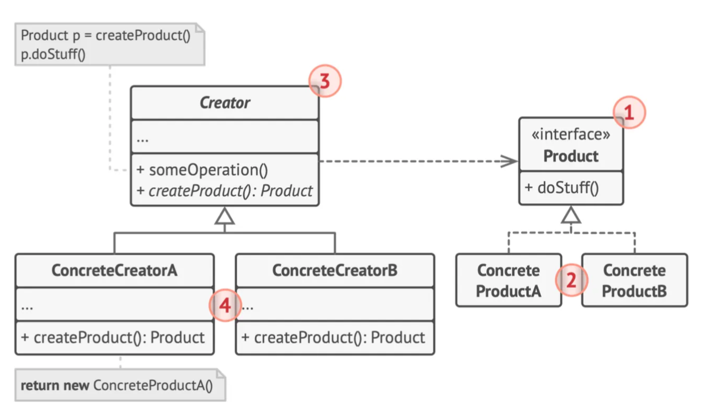 Product p = createProduct()
p.doStuff()
3
Creator
...
+ someOperation()
+ createProduct(): Product
1
«interface»
Product
+ doStuff()
ConcreteCreatorA
...
+ createProduct(): Product
4
ConcreteCreatorB
...
+ createProduct(): Product
Concrete
ProductA
2
Concrete
ProductB
return new ConcreteProductA()